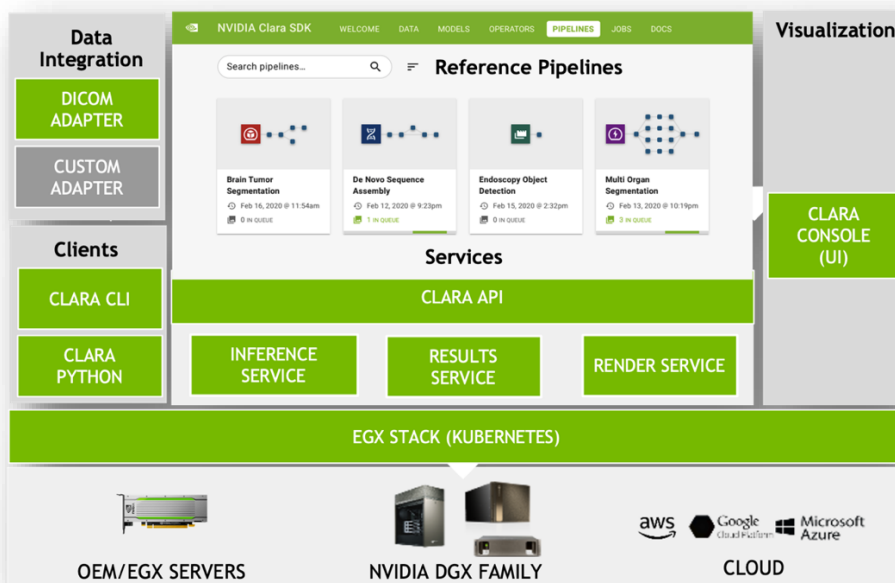 Data
Integration
DICOM
ADAPTER
CUSTOM
ADAPTER
Clients
CLARA CLI
CLARA
PYTHON
NVIDIA Clara SDK
WELCOME
DATA
MODELS
OPERATORS
PIPELINES
JOBS
DOCS
Search pipelines...
Reference Pipelines
Brain Tumor
Segmentation
Feb 16, 2020 @ 11:54am
0 IN QUEUE
De Novo Sequence
Assembly
Feb 12, 2020 @ 9:23pm
1 IN QUEUE
Endoscopy Object
Detection
Feb 15, 2020 @ 2:32pm
0 IN QUEUE
Multi Organ
Segmentation
Feb 13, 2020 @ 10:19pm
3 IN QUEUE
Services
CLARA API
INFERENCE
SERVICE
RESULTS
SERVICE
RENDER SERVICE
Visualization
CLARA
CONSOLE
(UI)
EGX STACK (KUBERNETES)
OEM/EGX SERVERS
NVIDIA DGX FAMILY
aws
Google
Cloud Platform
Microsoft
Azure
CLOUD